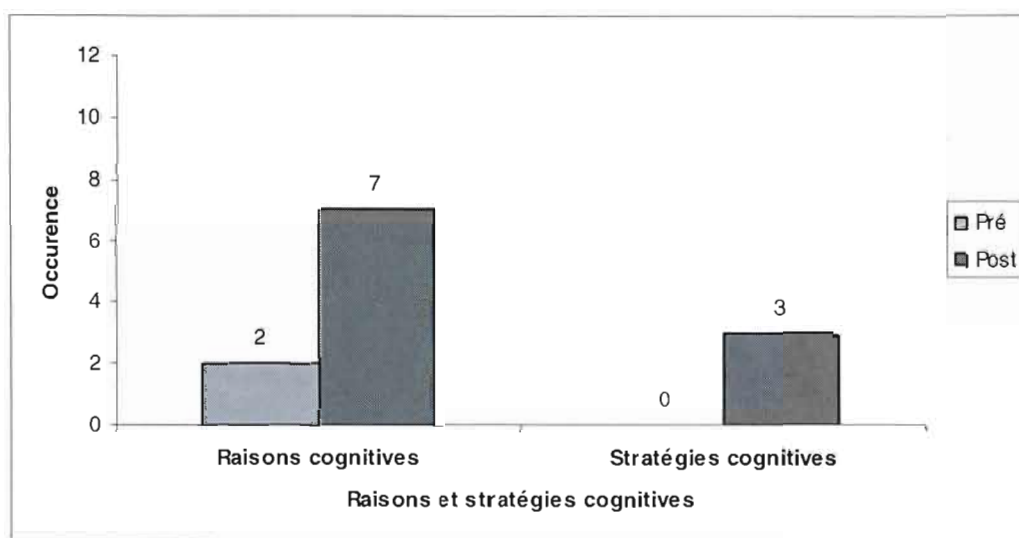 12
10
8
6
4
2
0
Occurence
2
7
0
3
Raisons cognitives
Stratégies cognitives
Raisons et stratégies cognitives
Pré
Post